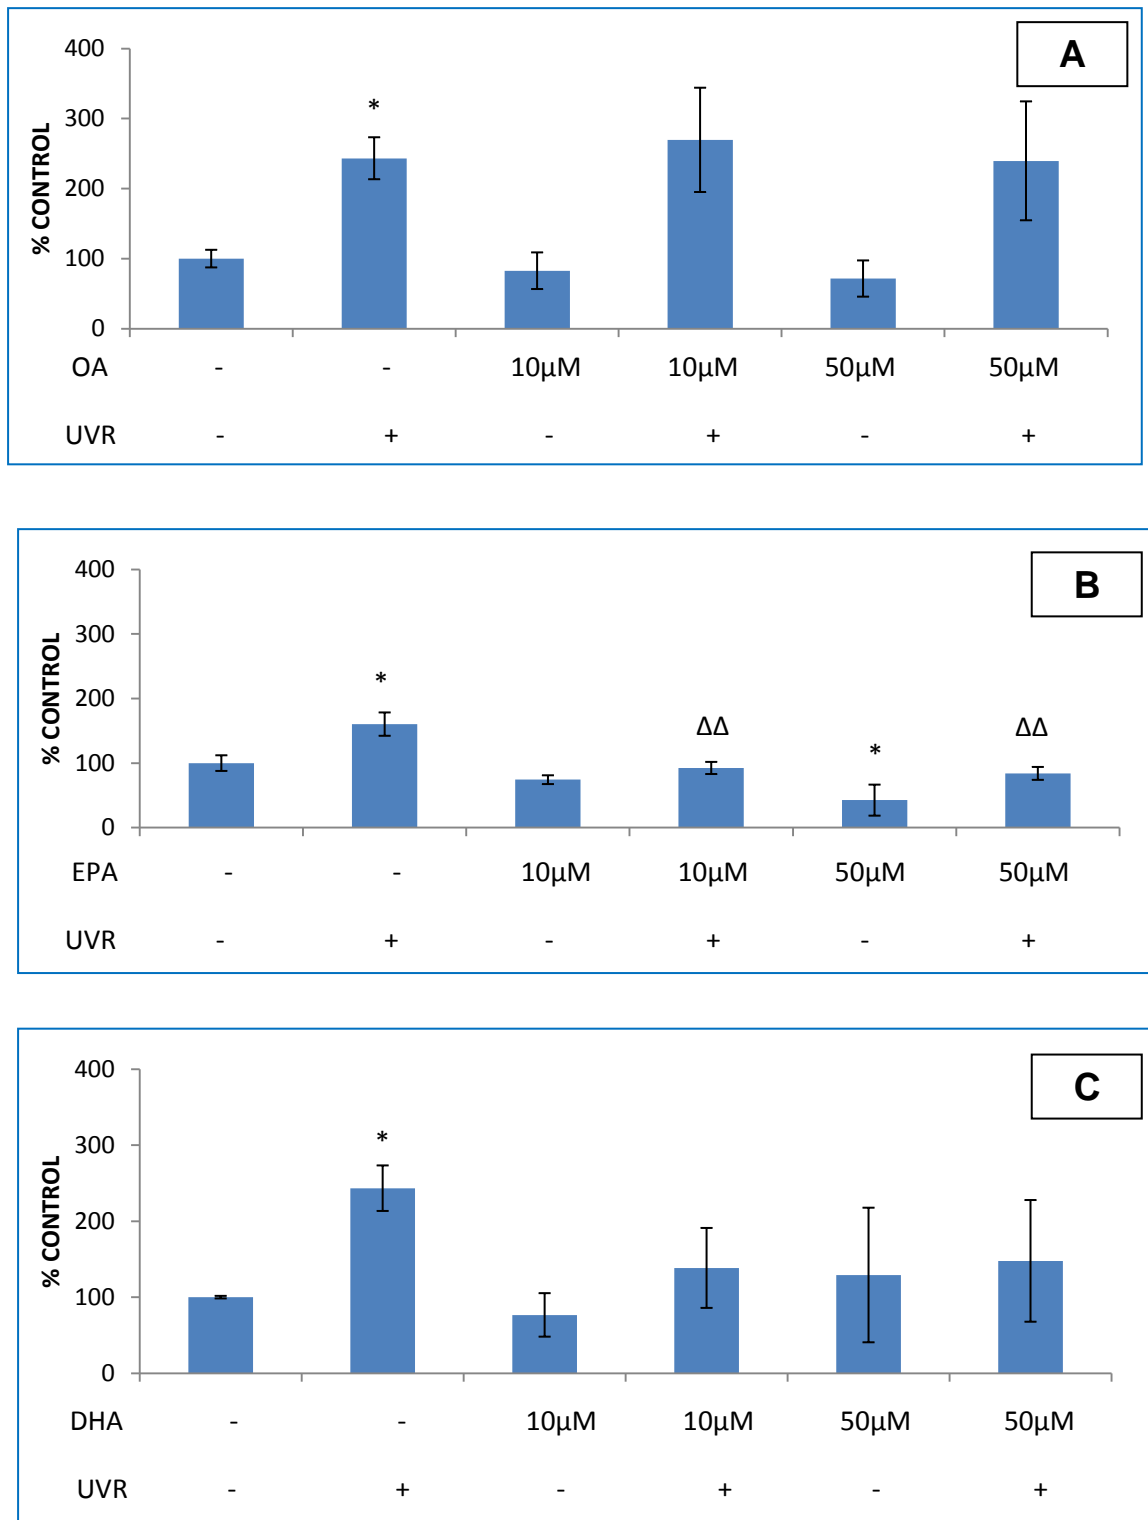 A
400
*
300
200
100
0
% CONTROL
OA - - 10µM 10µM 50µM 50µM
UVR - + - + - +
B
400
300
200
*
ΔΔ
*
ΔΔ
100
0
% CONTROL
EPA - - 10µM 10µM 50µM 50µM
UVR - + - + - +
C
400
300
*
200
100
0
% CONTROL
DHA - - 10µM 10µM 50µM 50µM
UVR - + - + - +